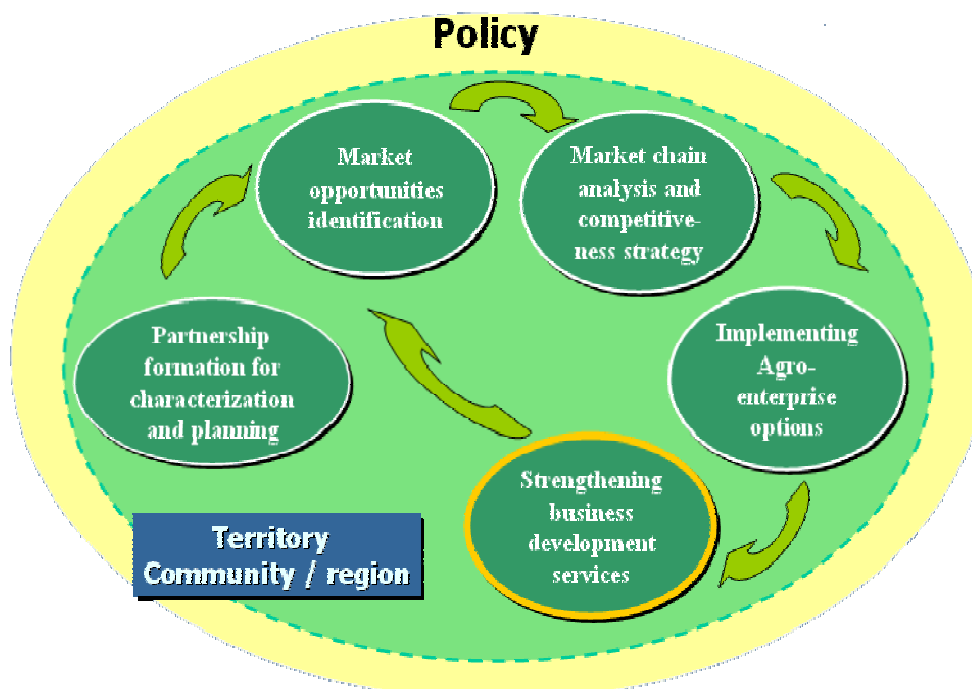 Policy
Market
opportunities
identification
Market chain
analysis and
competitive-
ness strategy
Partnership
formation for
characterization
and planning
Implementing
Agro-
enterprise
options
Strengthening
business
development
services
Territory
Community / region